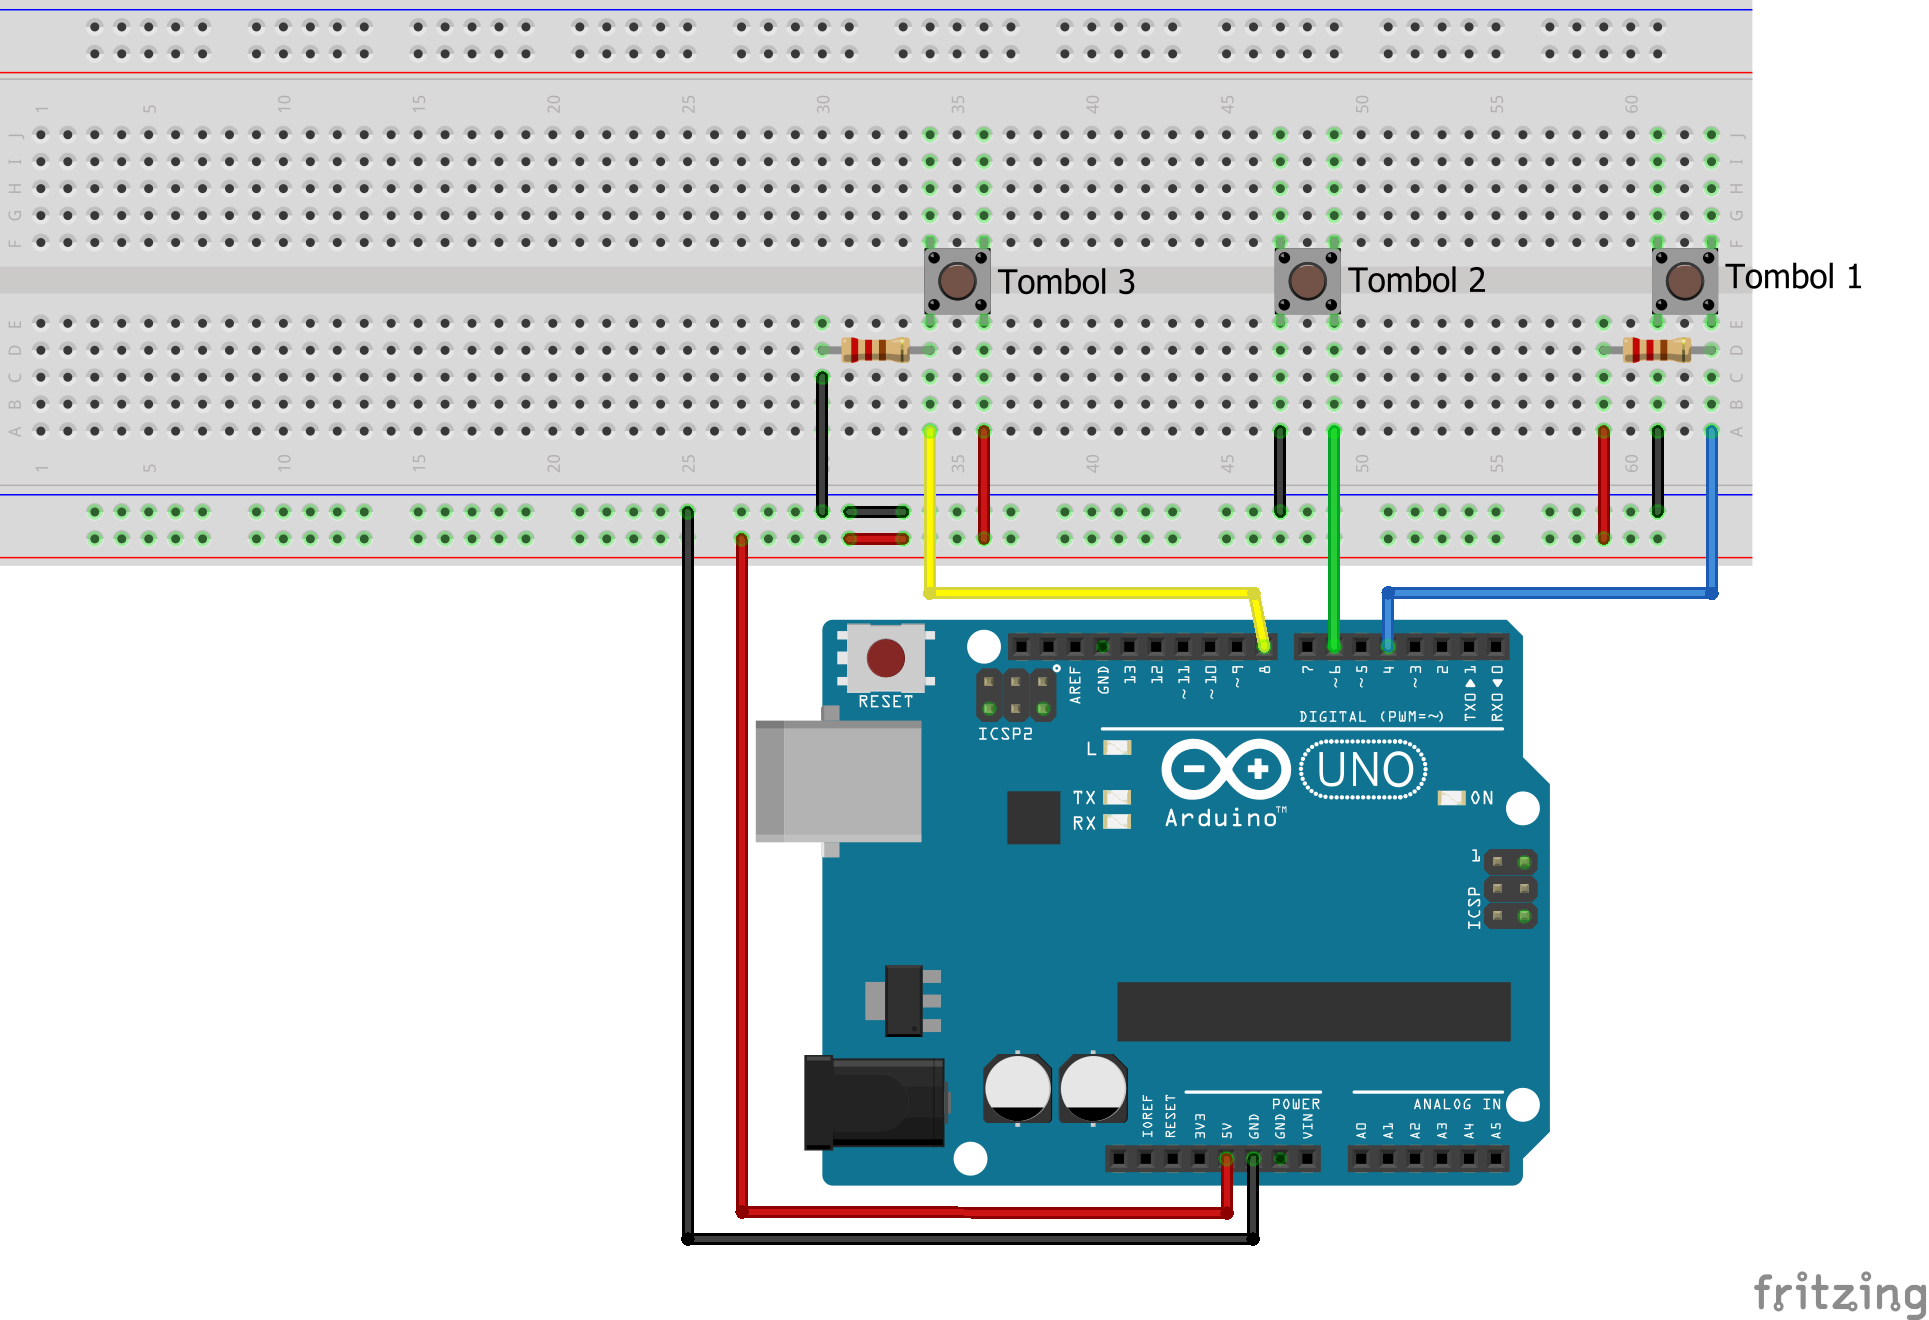 1 5 10 15 20 25 30 35 40 45 50 55 60
J J
I I
H H
G G
F F
Tombol 3 Tombol 2 Tombol 1
E E
D D
C C
B B
A A
1 5 10 15 20 25 35 40 45 50 55 60
RESET
AREF GND 13 12 ~11 ~10 ~9 8 7 ~6 ~5 4 ~3 2 TX0▶1 RX0◀0
ICSP2
DIGITAL (PWM=~)
L
UNO
TX
RX
Arduino™
ON
1
ICSP
POWER
ANALOG IN
IOREF RESET 3V3 5V GND GND VIN A0 A1 A2 A3 A4 A5
fritzing